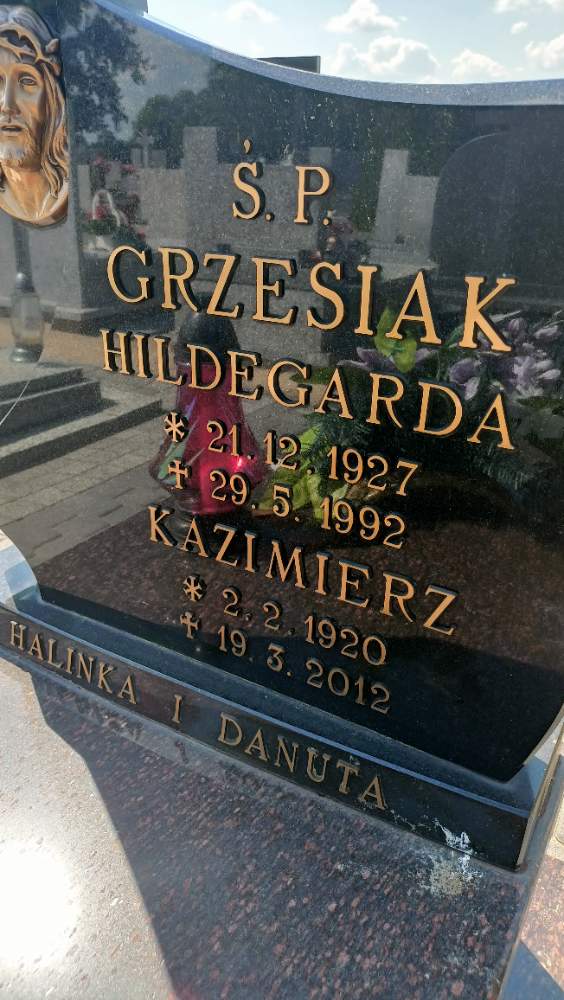 Ś. P.
GRZESIAK
HILDEGARDA
* 21. 12. 1927
✝ 29. 5. 1992
KAZIMIERZ
* 2. 2. 1920
✝ 19. 3. 2012
HALINKA I DANUTA